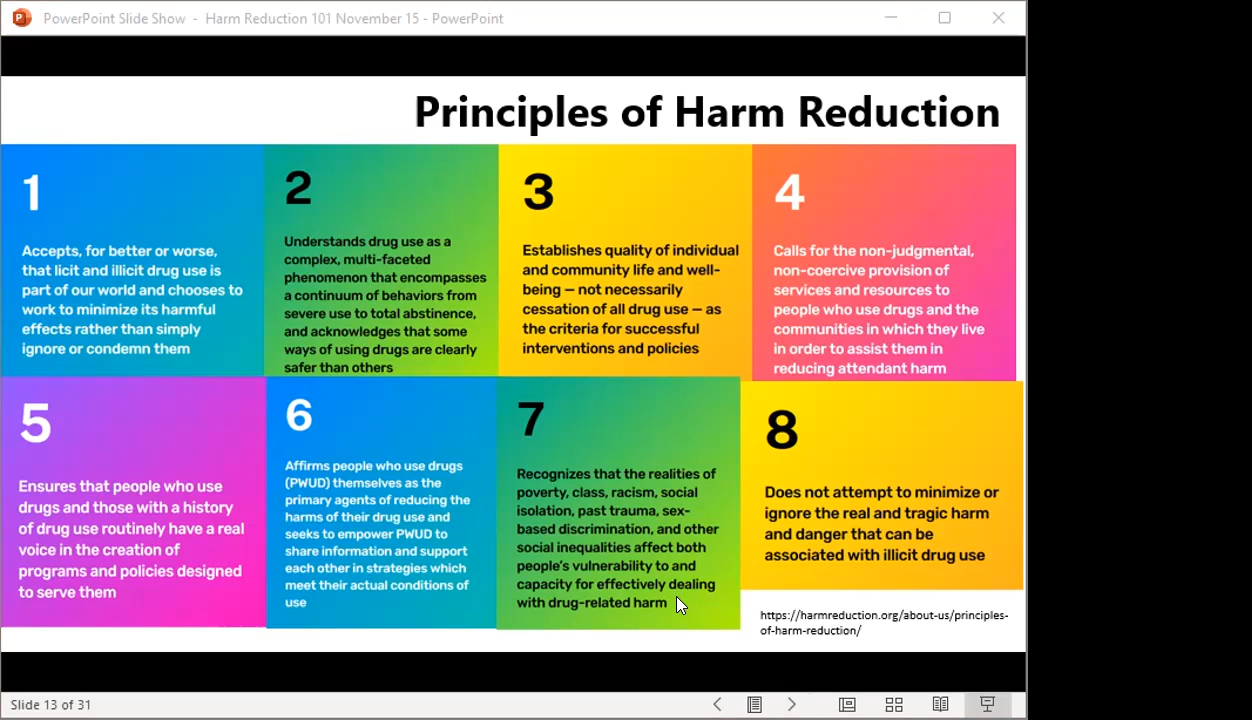 PowerPoint Slide Show - Harm Reduction 101 November 15 - PowerPoint
Principles of Harm Reduction
1
Accepts, for better or worse,
that licit and illicit drug use is
part of our world and chooses to
work to minimize its harmful
effects rather than simply
ignore or condemn them
2
Understands drug use as a
complex, multi-faceted
phenomenon that encompasses
a continuum of behaviors from
severe use to total abstinence,
and acknowledges that some
ways of using drugs are clearly
safer than others
3
Establishes quality of individual
and community life and well-
being — not necessarily
cessation of all drug use — as
the criteria for successful
interventions and policies
4
Calls for the non-judgmental,
non-coercive provision of
services and resources to
people who use drugs and the
communities in which they live
in order to assist them in
reducing attendant harm
5
Ensures that people who use
drugs and those with a history
of drug use routinely have a real
voice in the creation of
programs and policies designed
to serve them
6
Affirms people who use drugs
(PWUD) themselves as the
primary agents of reducing the
harms of their drug use and
seeks to empower PWUD to
share information and support
each other in strategies which
meet their actual conditions of
use
7
Recognizes that the realities of
poverty, class, racism, social
isolation, past trauma, sex-
based discrimination, and other
social inequalities affect both
people's vulnerability to and
capacity for effectively dealing
with drug-related harm
8
Does not attempt to minimize or
ignore the real and tragic harm
and danger that can be
associated with illicit drug use
https://harmreduction.org/about-us/principles-
of-harm-reduction/
Slide 13 of 31